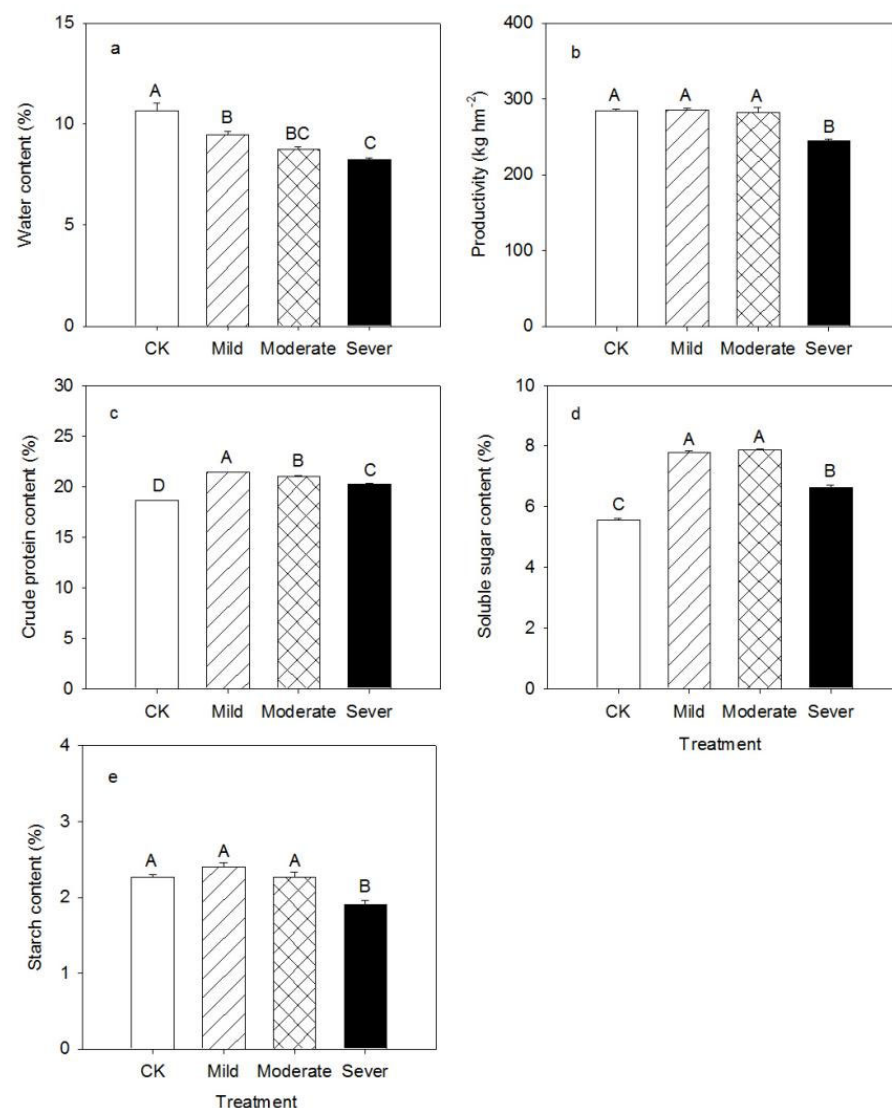 a
Water content (%)
15
10
5
0
A
B
BC
C
CK Mild Moderate Sever
b
Productivity (kg hm⁻²)
400
300
200
100
0
A
A
A
B
CK Mild Moderate Sever
c
Crude protein content (%)
30
25
20
15
10
5
0
D
A
B
C
CK Mild Moderate Sever
d
Soluble sugar content (%)
10
8
6
4
2
0
C
A
A
B
CK Mild Moderate Sever
Treatment
e
Starch content (%)
4
3
2
1
0
A
A
A
B
CK Mild Moderate Sever
Treatment